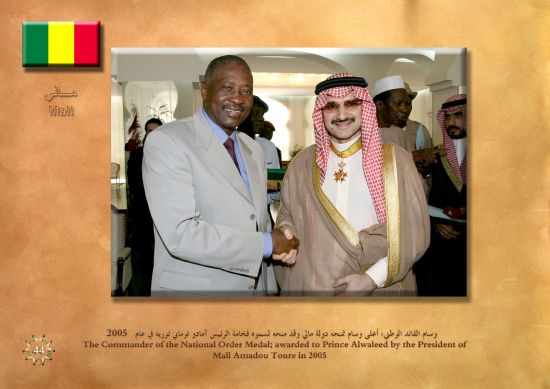 مالي
Mali
وسام القائد الوطني؛ أعلى وسام تمنحه دولة مالي وقد منحه لسموه فخامة الرئيس أمادو توماني توريه في عام 2005
The Commander of the National Order Medal; awarded to Prince Alwaleed by the President of
Mali Amadou Toure in 2005
44